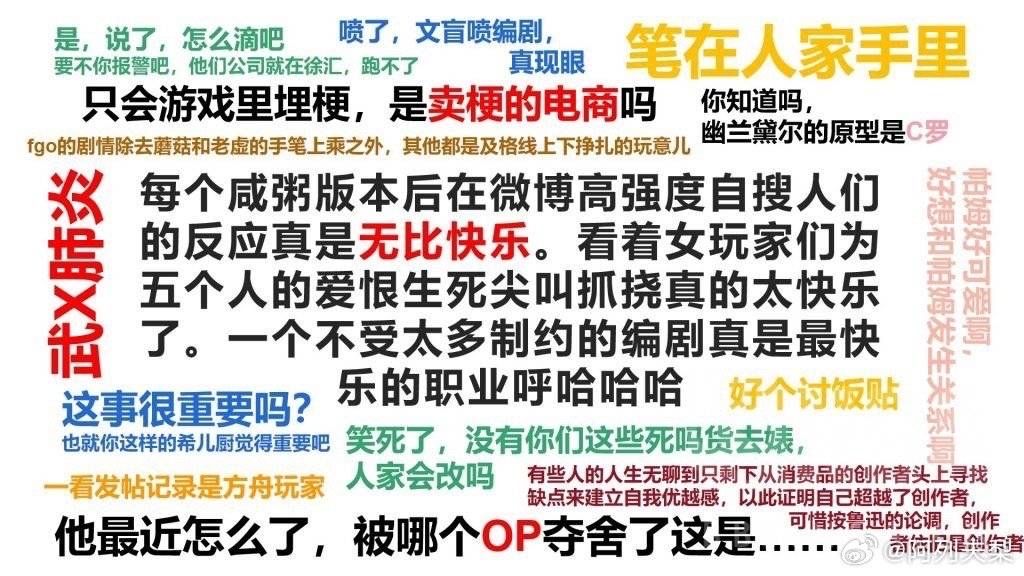 是，说了，怎么滴吧
要不你报警吧，他们公司就在徐汇，跑不了
喷了，文盲喷编剧，
真现眼
笔在人家手里
只会游戏里埋梗，是卖梗的电商吗
你知道吗，
幽兰黛尔的原型是C罗
fgo的剧情除去蘑菇和老虚的手笔上乘之外，其他都是及格线上下挣扎的玩意儿
武X肺炎
每个咸粥版本后在微博高强度自搜人们
的反应真是无比快乐。看着女玩家们为
五个人的爱恨生死尖叫抓挠真的太快乐
了。一个不受太多制约的编剧真是最快
乐的职业呼哈哈哈
帕姆好可爱啊，
好想和帕姆发生关系啊
这事很重要吗？
也就你这样的希儿厨觉得重要吧
好个讨饭贴
笑死了，没有你们这些死吗货去婊，
人家会改吗
一看发帖记录是方舟玩家
有些人的人生无聊到只剩下从消费品的创作者头上寻找
缺点来建立自我优越感，以此证明自己超越了创作者，
可惜按鲁迅的论调，创作
者依旧是创作者
他最近怎么了，被哪个OP夺舍了这是……